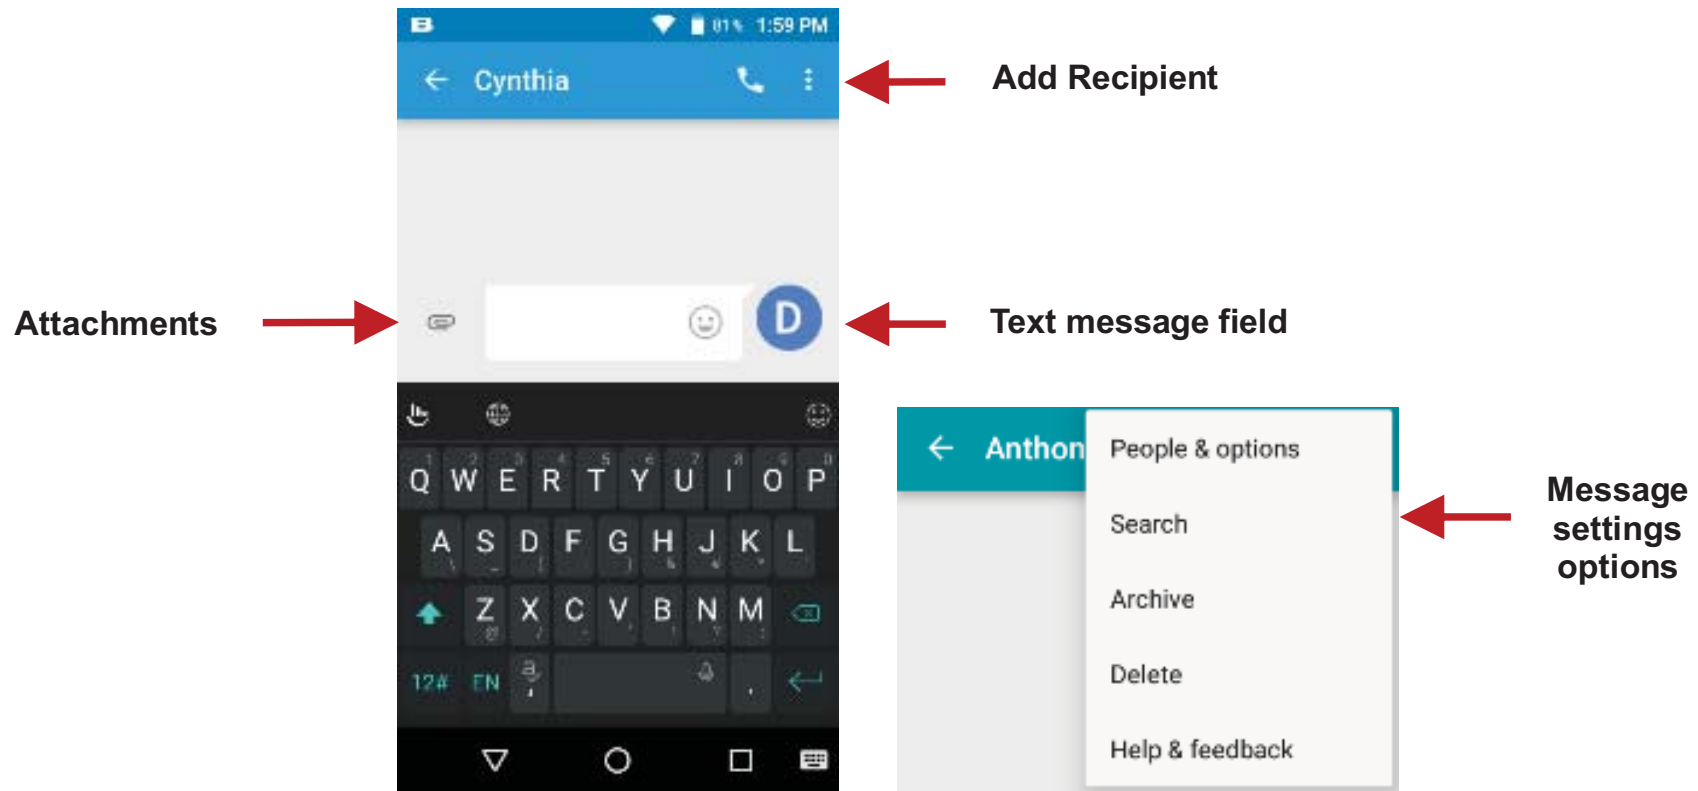 81% 1:59 PM
Cynthia
Add Recipient
Attachments
D
Text message field
Q W E R T Y U I O P
A S D F G H J K L
Z X C V B N M
12# EN ,
Anthon
People & options
Search
Archive
Delete
Help & feedback
Message
settings
options